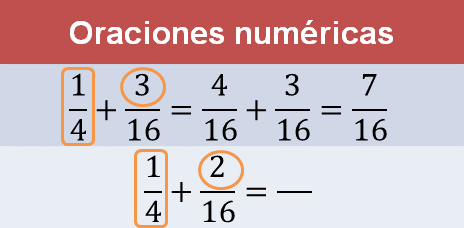 Oraciones numéricas
1/4 + 3/16 = 4/16 + 3/16 = 7/16
1/4 + 2/16 = —